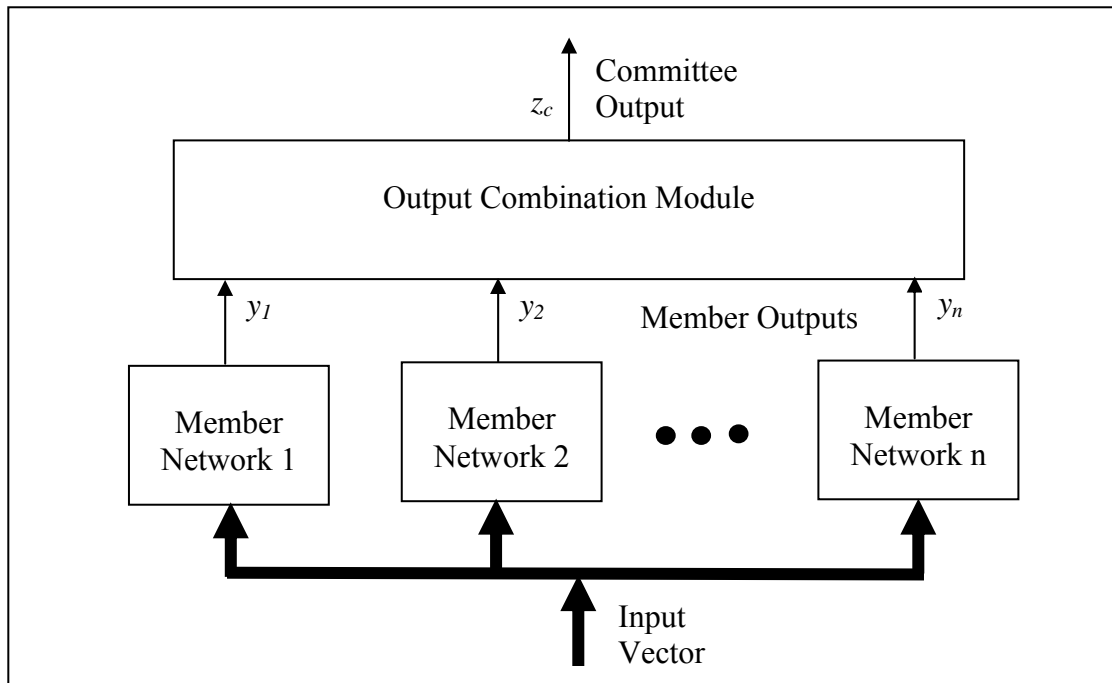 Committee
Output
z_c
Output Combination Module
y_1
y_2
Member Outputs
y_n
Member
Network 1
Member
Network 2
Member
Network n
Input
Vector